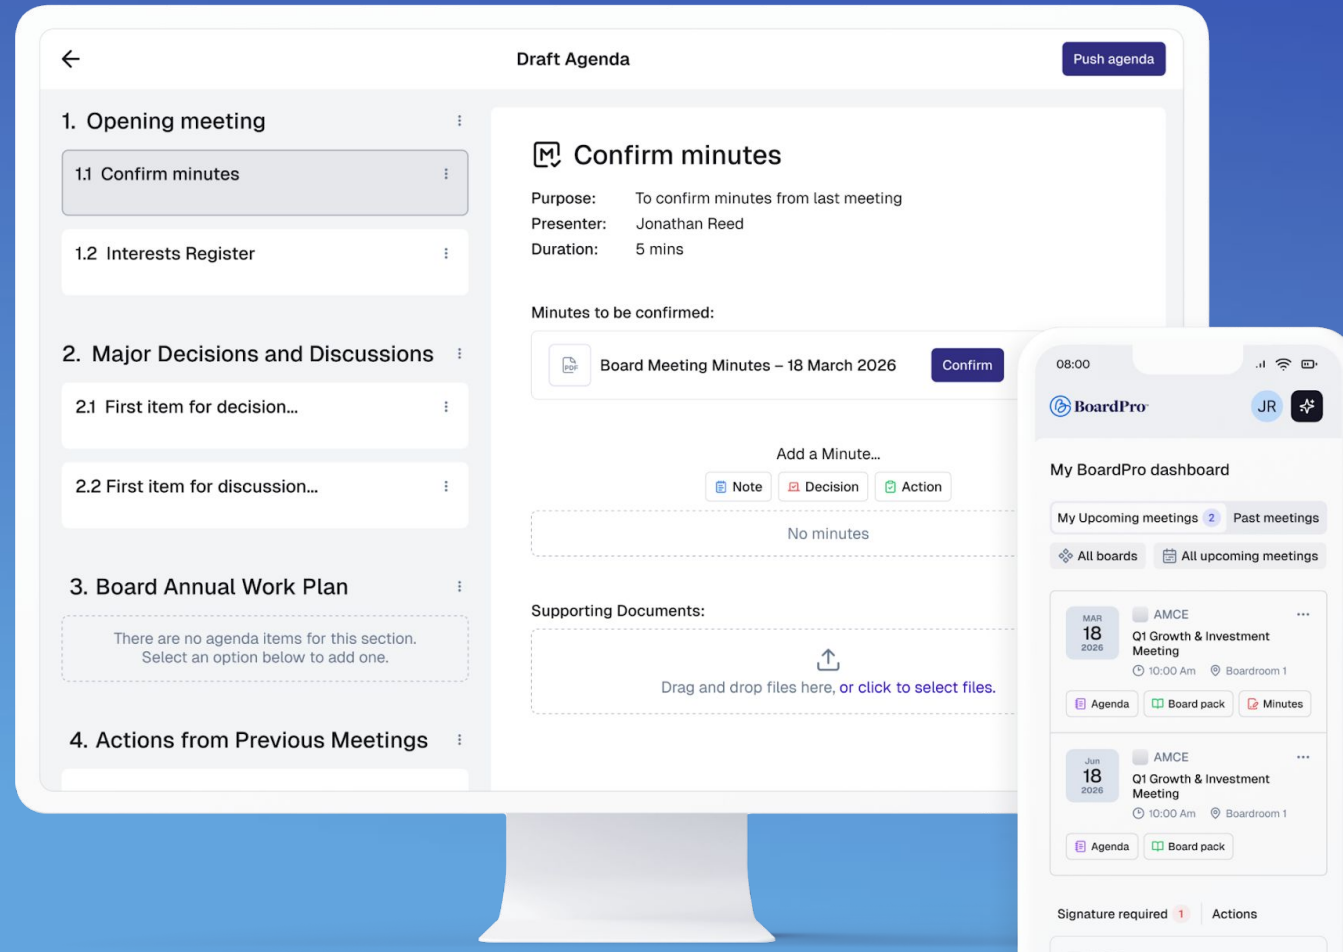 Draft Agenda
Push agenda
1. Opening meeting
1.1 Confirm minutes
1.2 Interests Register
2. Major Decisions and Discussions
2.1 First item for decision...
2.2 First item for discussion...
3. Board Annual Work Plan
There are no agenda items for this section.
Select an option below to add one.
4. Actions from Previous Meetings
Confirm minutes
Purpose: To confirm minutes from last meeting
Presenter: Jonathan Reed
Duration: 5 mins
Minutes to be confirmed:
PDF
Board Meeting Minutes – 18 March 2026
Confirm
Add a Minute...
Note
Decision
Action
No minutes
Supporting Documents:
Drag and drop files here, or click to select files.
08:00
BoardPro
JR
My BoardPro dashboard
My Upcoming meetings 2
Past meetings
All boards
All upcoming meetings
MAR
18
2026
AMCE
Q1 Growth & Investment
Meeting
10:00 Am
Boardroom 1
Agenda
Board pack
Minutes
Jun
18
2026
AMCE
Q1 Growth & Investment
Meeting
10:00 Am
Boardroom 1
Agenda
Board pack
Signature required 1
Actions